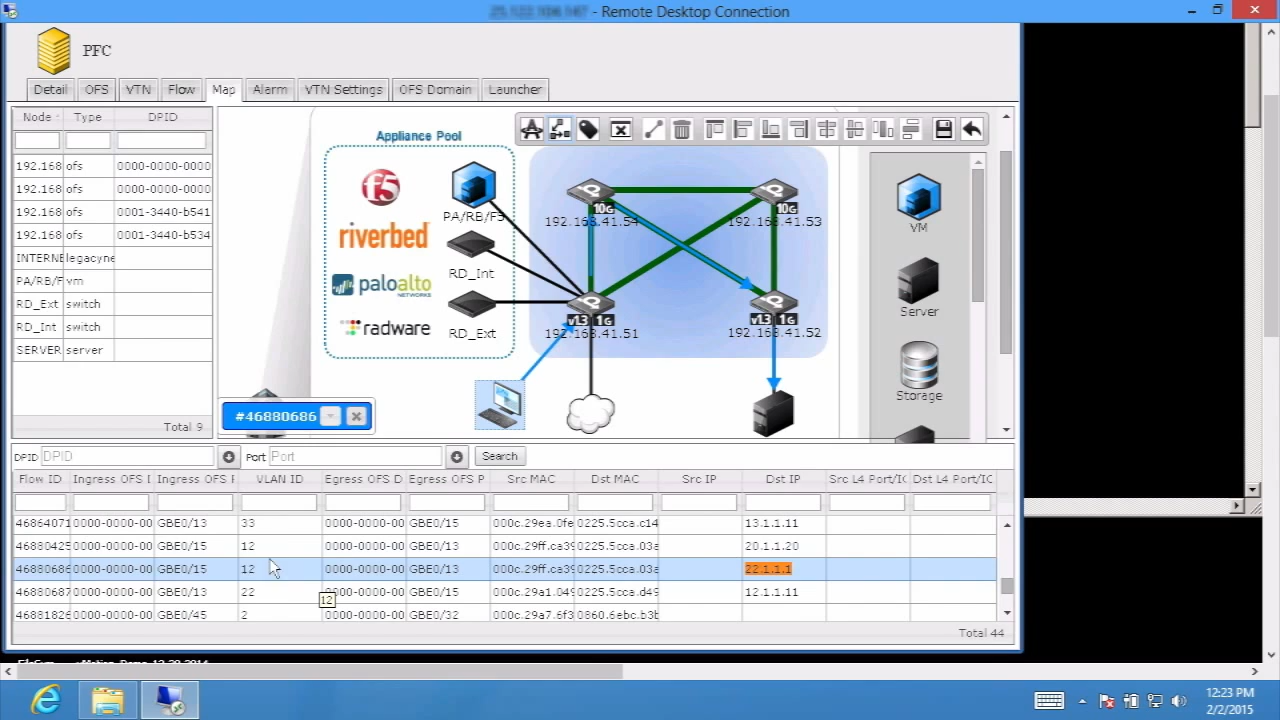 - Remote Desktop Connection
PFC
Detail OFS VTN Flow Map Alarm VTN Settings OFS Domain Launcher
Node Type DPID
192.168 ofs 0000-0000-0000
192.168 ofs 0000-0000-0000
192.168 ofs 0001-3440-b541
192.168 ofs 0001-3440-b534
INTERNE legacyne
PA/RB/F vm
RD_Ext switch
RD_Int switch
SERVER server
Total 9
Appliance Pool
f5
riverbed
paloalto
NETWORKS
radware
PA/RB/F5
RD_Int
RD_Ext
10G
192.168.41.54
10G
192.168.41.53
v13 1G
192.168.41.51
v13 1G
192.168.41.52
VM
Server
Storage
#46880686
DPID DPID Port Port Search
Flow ID Ingress OFS Ingress OFS VLAN ID Egress OFS D Egress OFS P Src MAC Dst MAC Src IP Dst IP Src L4 Port/IC Dst L4 Port/IC
46864071 0000-0000-00 GBE0/13 33 0000-0000-00 GBE0/15 000c.29ea.0fe 0225.5cca.c14 13.1.1.11
46880425 0000-0000-00 GBE0/15 12 0000-0000-00 GBE0/13 000c.29ff.ca39 0225.5cca.03a 20.1.1.20
46880686 0000-0000-00 GBE0/15 12 0000-0000-00 GBE0/13 000c.29ff.ca39 0225.5cca.03a 22.1.1.1
46880687 0000-0000-00 GBE0/13 22 0000-0000-00 GBE0/15 000c.29a1.049 0225.5cca.d49 12.1.1.11
12
46881826 0000-0000-00 GBE0/45 2 0000-0000-00 GBE0/32 000c.29a7.6f3 0860.6ebc.b3b
Total 44
12:23 PM
2/2/2015